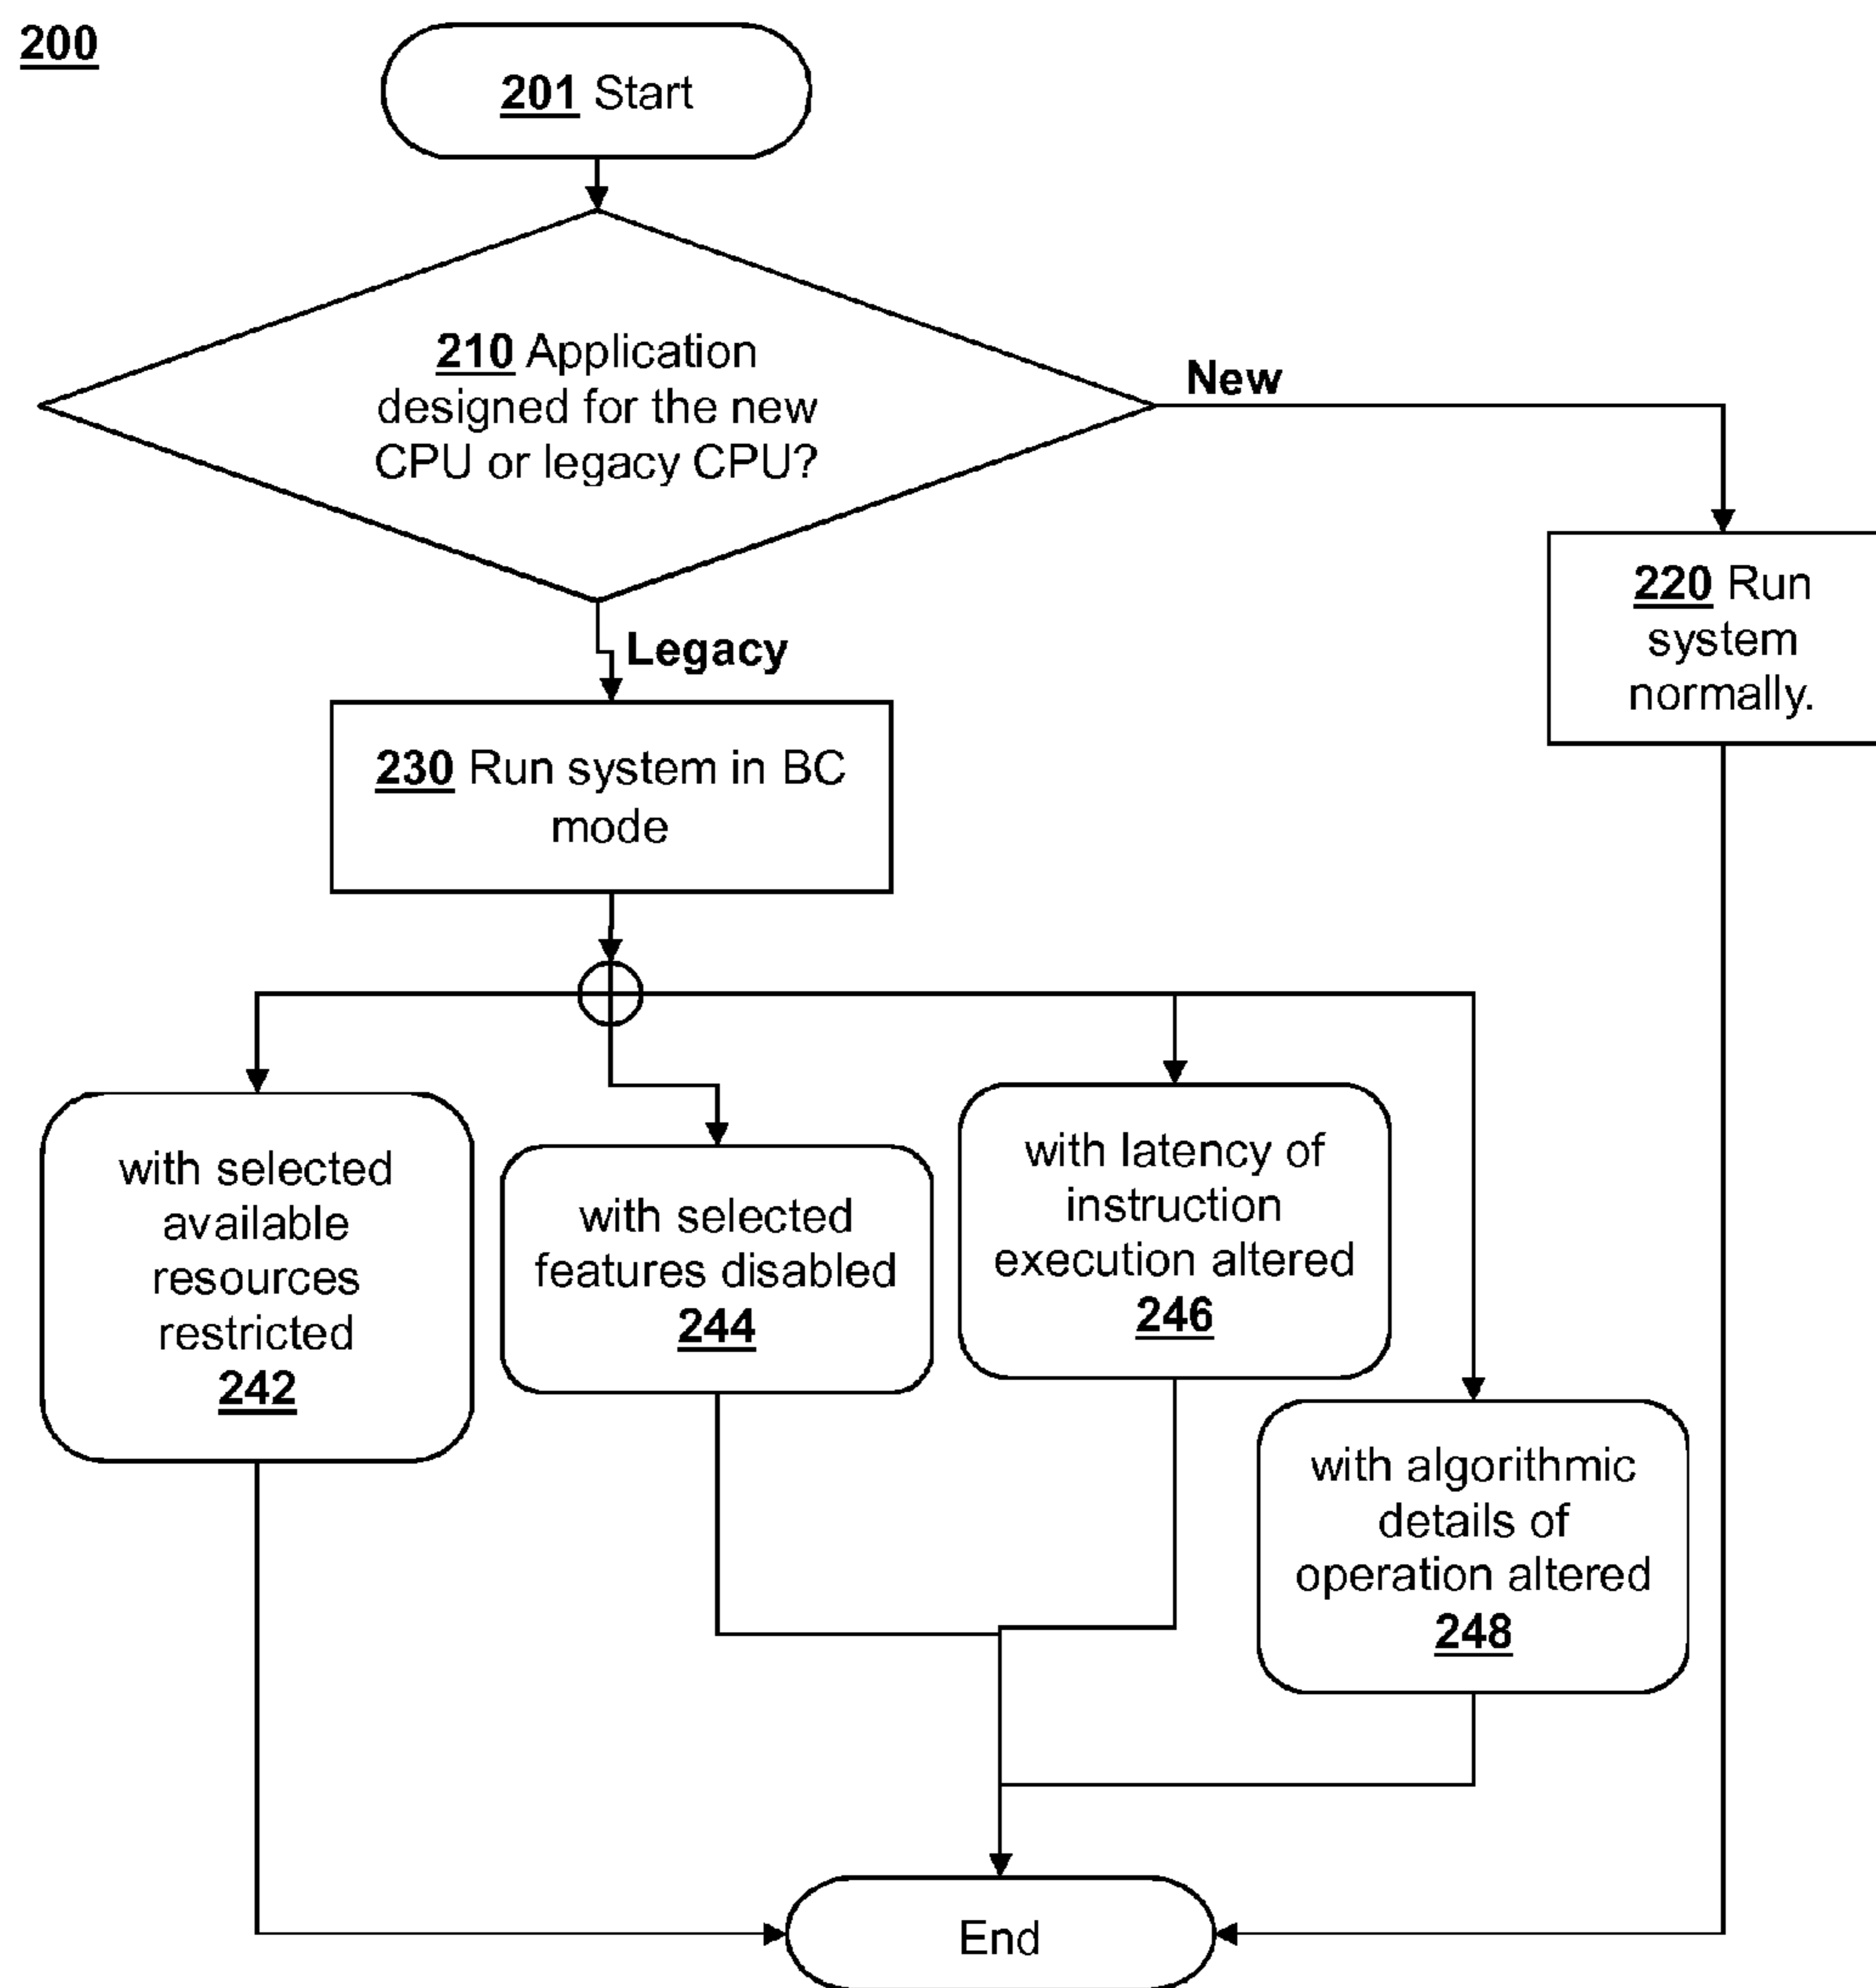 200
201 Start
210 Application
designed for the new
CPU or legacy CPU?
New
220 Run
system
normally.
Legacy
230 Run system in BC
mode
with selected
available
resources
restricted
242
with selected
features disabled
244
with latency of
instruction
execution altered
246
with algorithmic
details of
operation altered
248
End